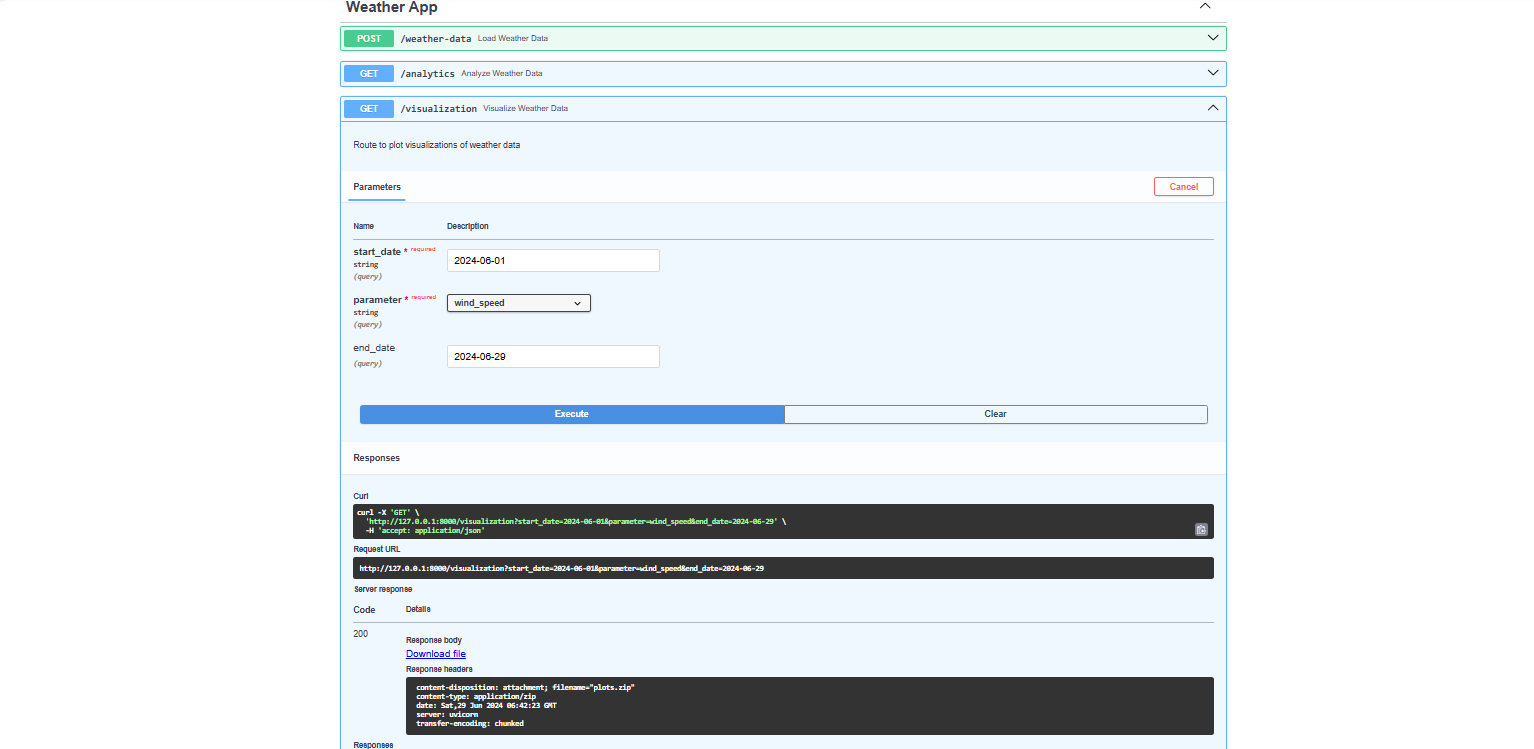 Weather App
POST /weather-data Load Weather Data
GET /analytics Analyze Weather Data
GET /visualization Visualize Weather Data
Route to plot visualizations of weather data
Parameters
Cancel
Name Description
start_date * required
string
(query)
2024-06-01
parameter * required
string
(query)
wind_speed
end_date
(query)
2024-06-29
Execute Clear
Responses
Curl
curl -X 'GET' \
'http://127.0.0.1:8000/visualization?start_date=2024-06-01&parameter=wind_speed&end_date=2024-06-29' \
-H 'accept: application/json'
Request URL
http://127.0.0.1:8000/visualization?start_date=2024-06-01&parameter=wind_speed&end_date=2024-06-29
Server response
Code Details
200
Response body
Download file
Response headers
content-disposition: attachment; filename="plots.zip"
content-type: application/zip
date: Sat,29 Jun 2024 06:42:23 GMT
server: uvicorn
transfer-encoding: chunked
Responses